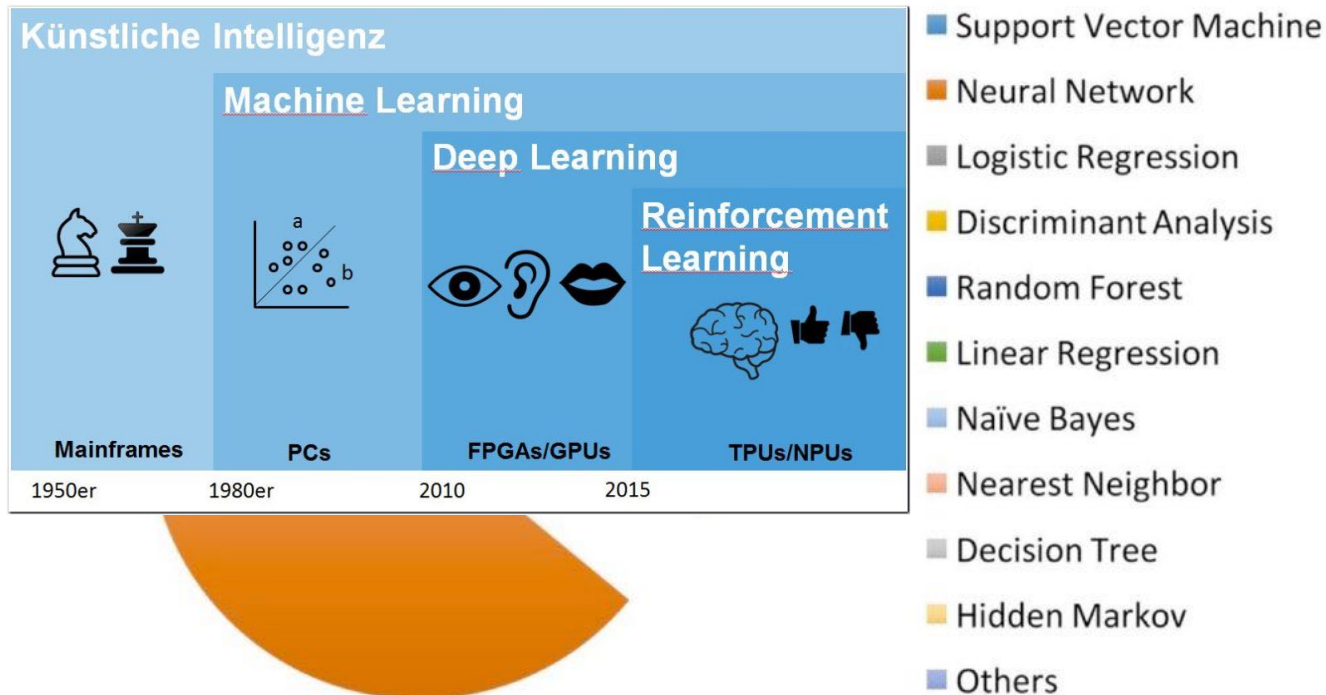 Künstliche Intelligenz
Machine Learning
Deep Learning
Reinforcement
Learning
a
b
Mainframes
PCs
FPGAs/GPUs
TPUs/NPUs
1950er
1980er
2010
2015
Support Vector Machine
Neural Network
Logistic Regression
Discriminant Analysis
Random Forest
Linear Regression
Naïve Bayes
Nearest Neighbor
Decision Tree
Hidden Markov
Others